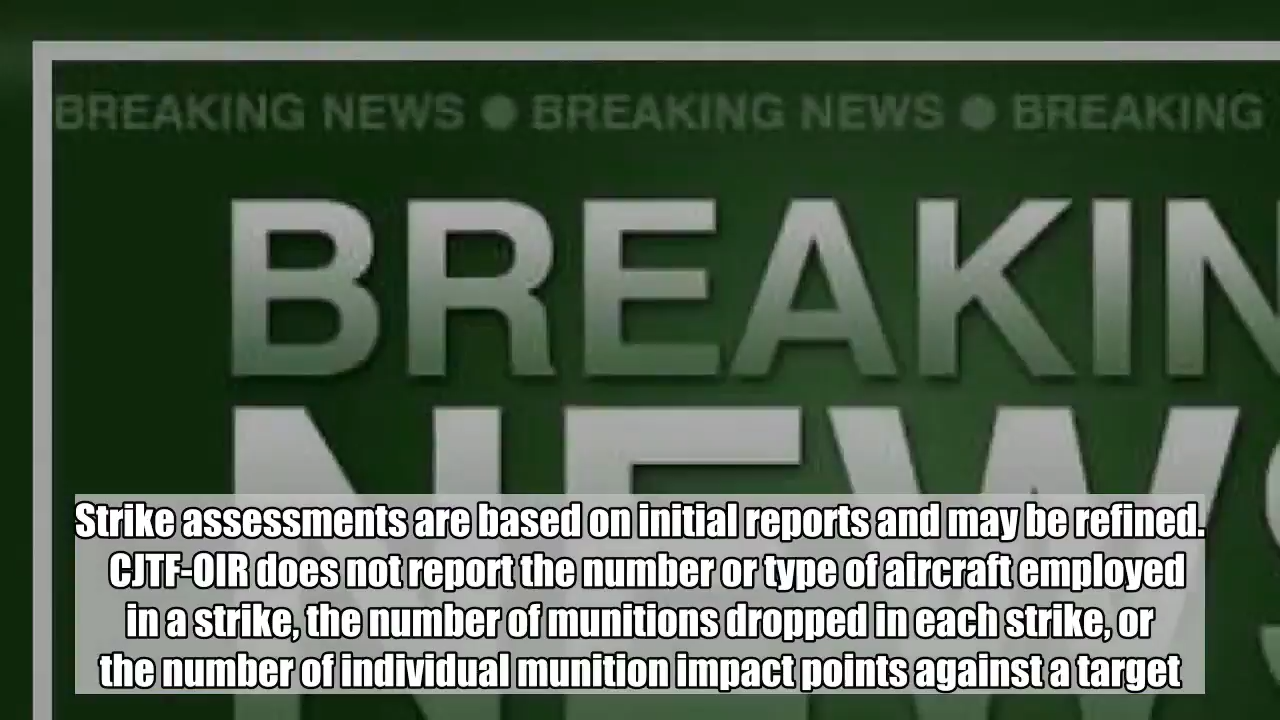 BREAKING NEWS ● BREAKING NEWS ● BREAKING
BREAKIN
NEWS
Strike assessments are based on initial reports and may be refined.
CJTF-OIR does not report the number or type of aircraft employed
in a strike, the number of munitions dropped in each strike, or
the number of individual munition impact points against a target